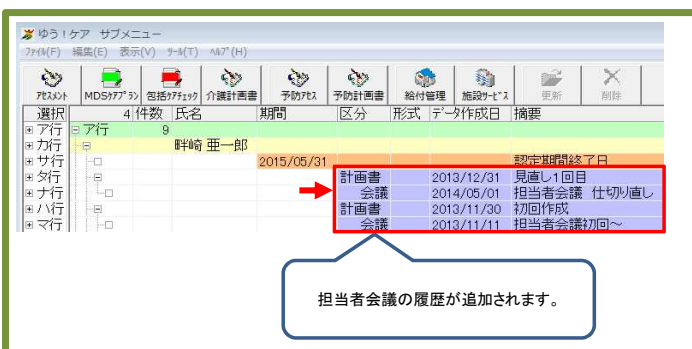 ゆう！ケア サブメニュー
ﾌｧｲﾙ(F) 編集(E) 表示(V) ﾂｰﾙ(T) ﾍﾙﾌﾟ(H)
ｱｾｽﾒﾝﾄ MDSｹｱﾌﾟﾗﾝ 包括ｹｱﾁｪｯｸ 介護計画書 予防ｱｾｽ 予防計画書 給付管理 施設ｻｰﾋﾞｽ 更新 削除
選択 4 件数 氏名 期間 区分 形式 データ作成日 摘要
ア行 ア行 9
カ行 畔崎 亜一郎
サ行 2015/05/31 認定期間終了日
タ行 計画書 2013/12/31 見直し1回目
ナ行 会議 2014/05/01 担当者会議 仕切り直し
ハ行 計画書 2013/11/30 初回作成
マ行 会議 2013/11/11 担当者会議初回～
担当者会議の履歴が追加されます。